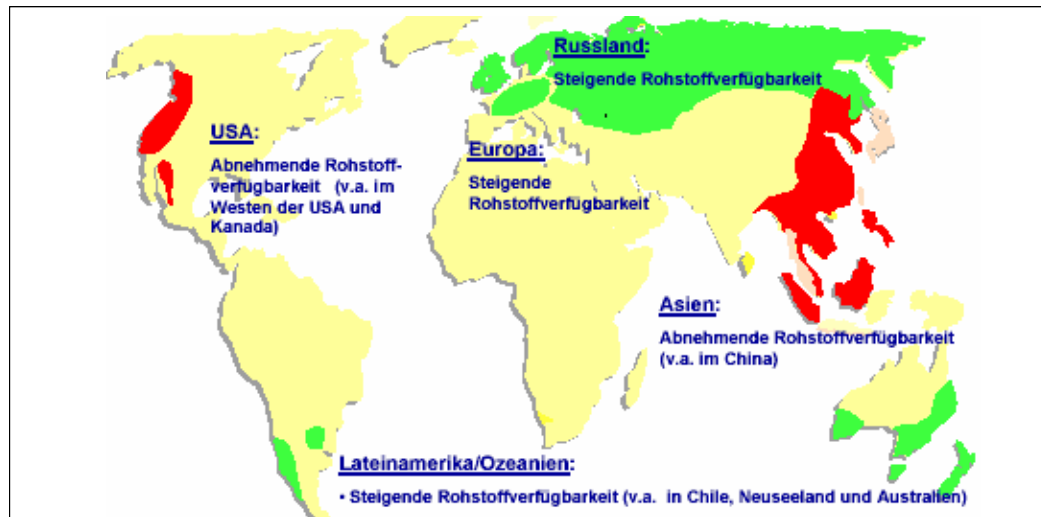 Russland:
Steigende Rohstoffverfügbarkeit
USA:
Abnehmende Rohstoff-
verfügbarkeit (v.a. im
Westen der USA und
Kanada)
Europa:
Steigende
Rohstoffverfügbarkeit
Asien:
Abnehmende Rohstoffverfügbarkeit
(v.a. im China)
Lateinamerika/Ozeanien:
• Steigende Rohstoffverfügbarkeit (v.a. in Chile, Neuseeland und Australien)